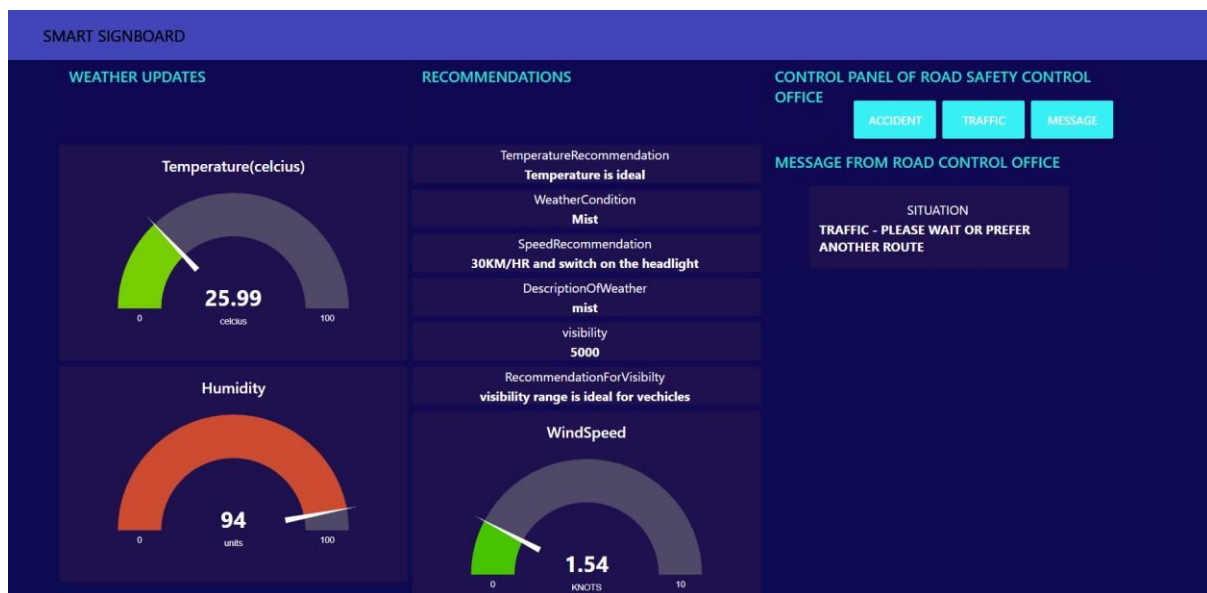 SMART SIGNBOARD
WEATHER UPDATES
Temperature(celcius)
25.99
celcius
0
100
Humidity
94
units
0
100
RECOMMENDATIONS
TemperatureRecommendation
Temperature is ideal
WeatherCondition
Mist
SpeedRecommendation
30KM/HR and switch on the headlight
DescriptionOfWeather
mist
visibility
5000
RecommendationForVisibilty
visibility range is ideal for vechicles
WindSpeed
1.54
KNOTS
0
10
CONTROL PANEL OF ROAD SAFETY CONTROL
OFFICE
ACCIDENT
TRAFFIC
MESSAGE
MESSAGE FROM ROAD CONTROL OFFICE
SITUATION
TRAFFIC - PLEASE WAIT OR PREFER
ANOTHER ROUTE